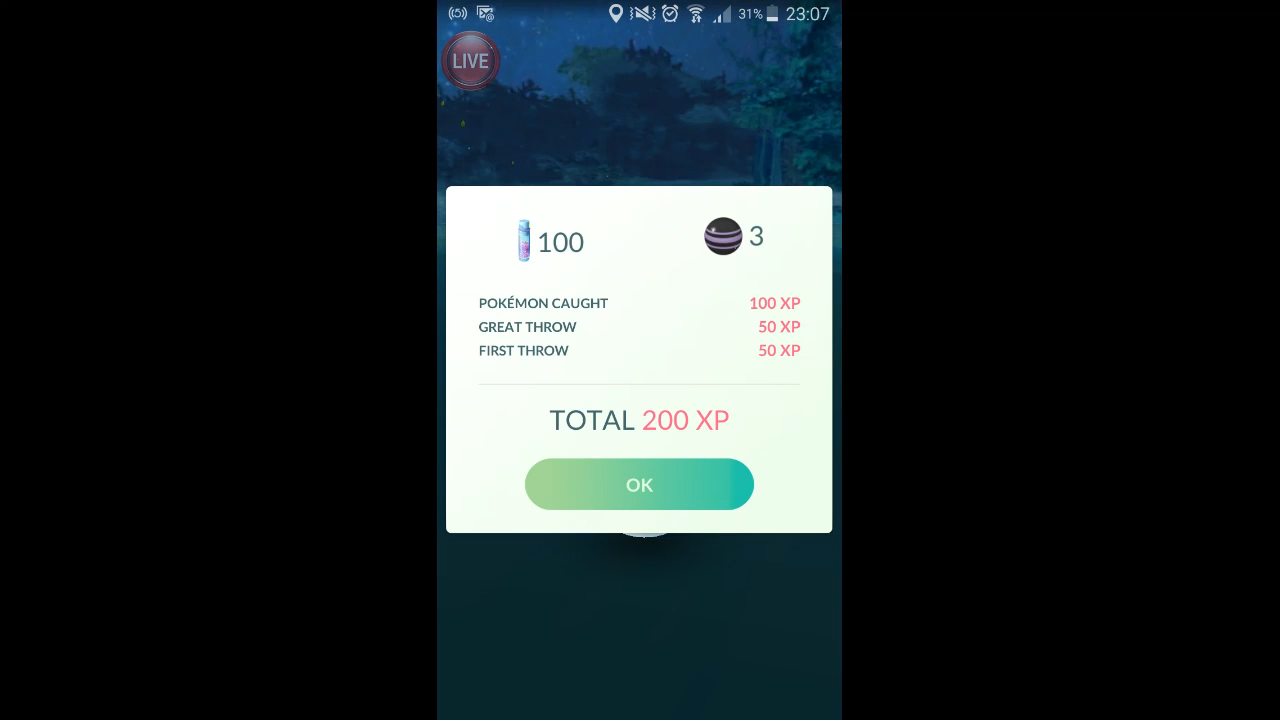 31% 23:07
LIVE
100 3
POKÉMON CAUGHT 100 XP
GREAT THROW 50 XP
FIRST THROW 50 XP
TOTAL 200 XP
OK